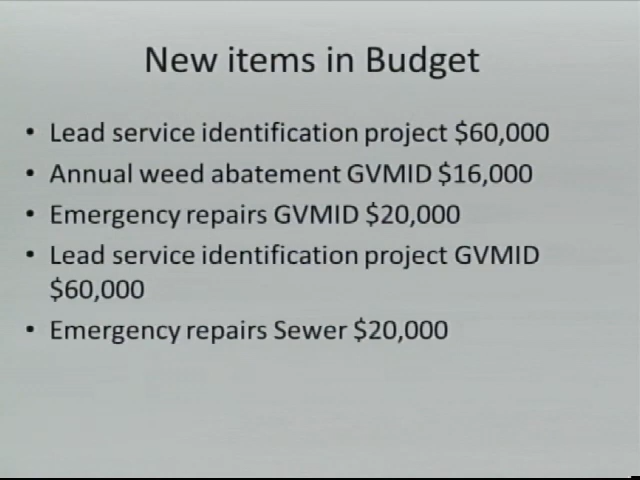 New items in Budget
• Lead service identification project $60,000
• Annual weed abatement GVMID $16,000
• Emergency repairs GVMID $20,000
• Lead service identification project GVMID
$60,000
• Emergency repairs Sewer $20,000